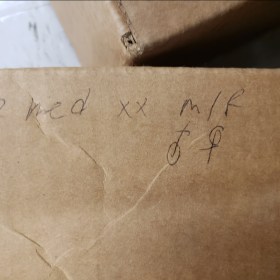 med xx m/f
⚦ ♀